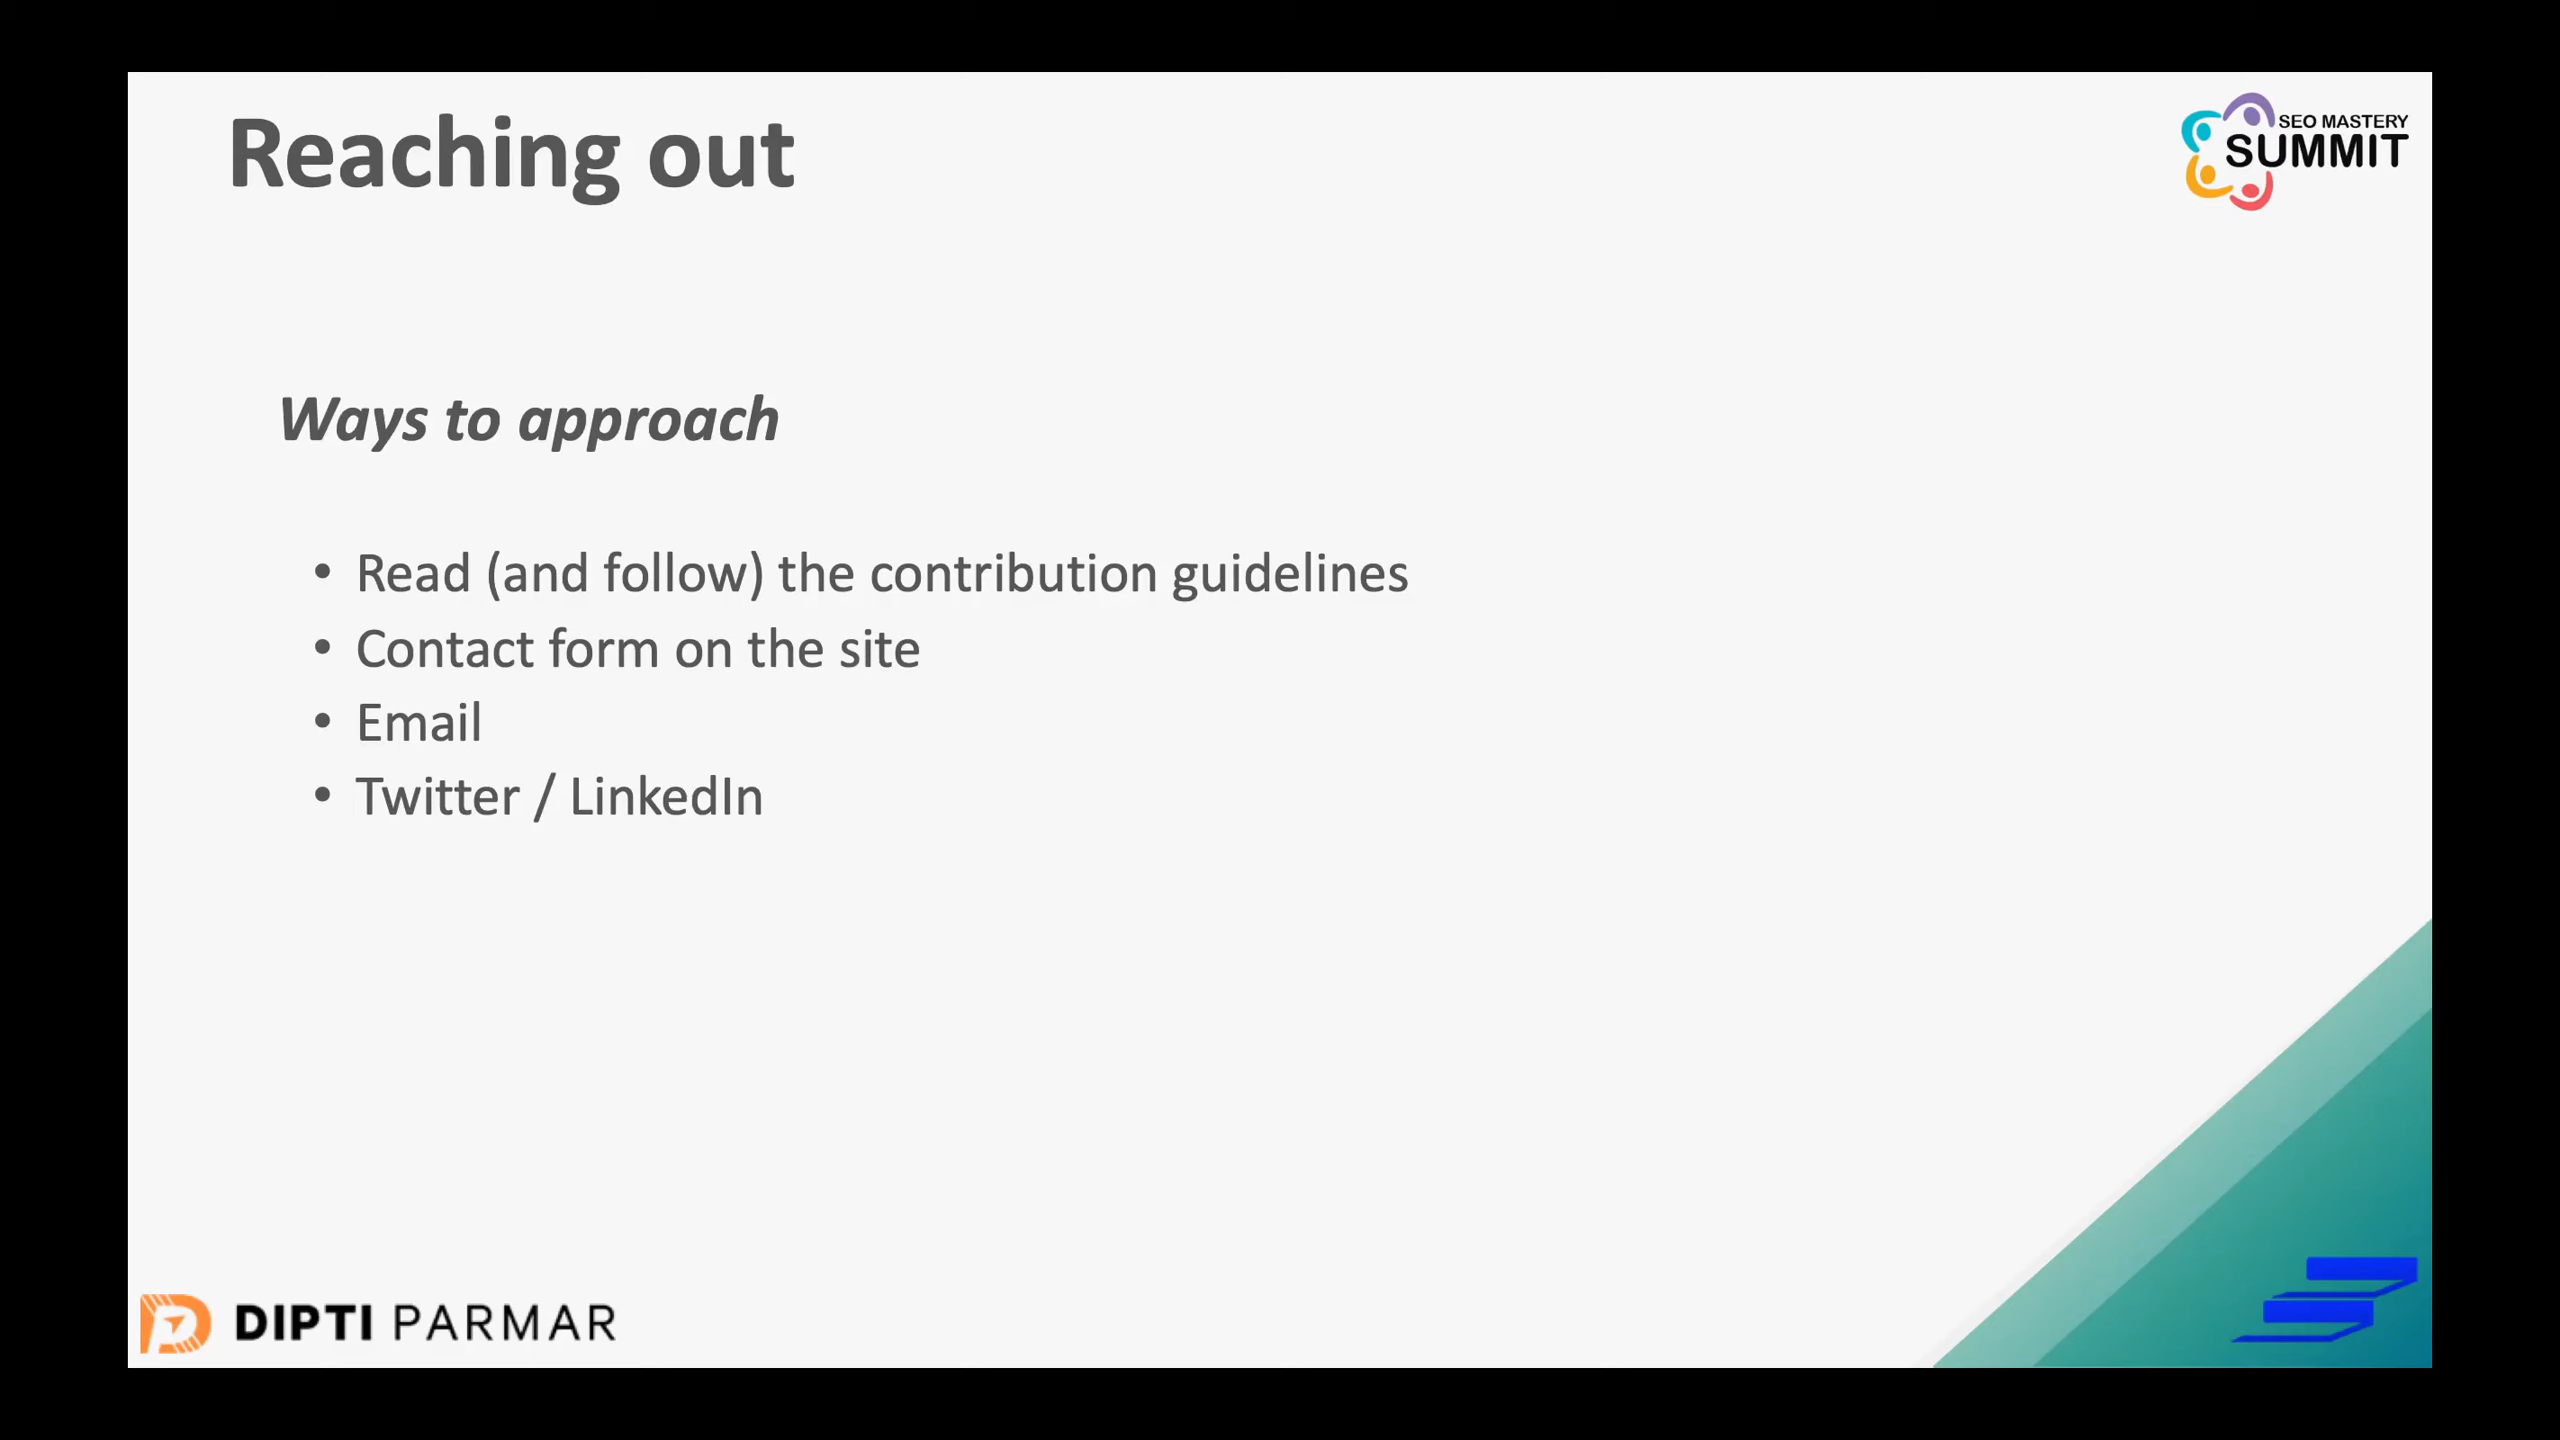 Reaching out
SEO MASTERY
SUMMIT
Ways to approach
• Read (and follow) the contribution guidelines
• Contact form on the site
• Email
• Twitter / LinkedIn
DIPTI PARMAR